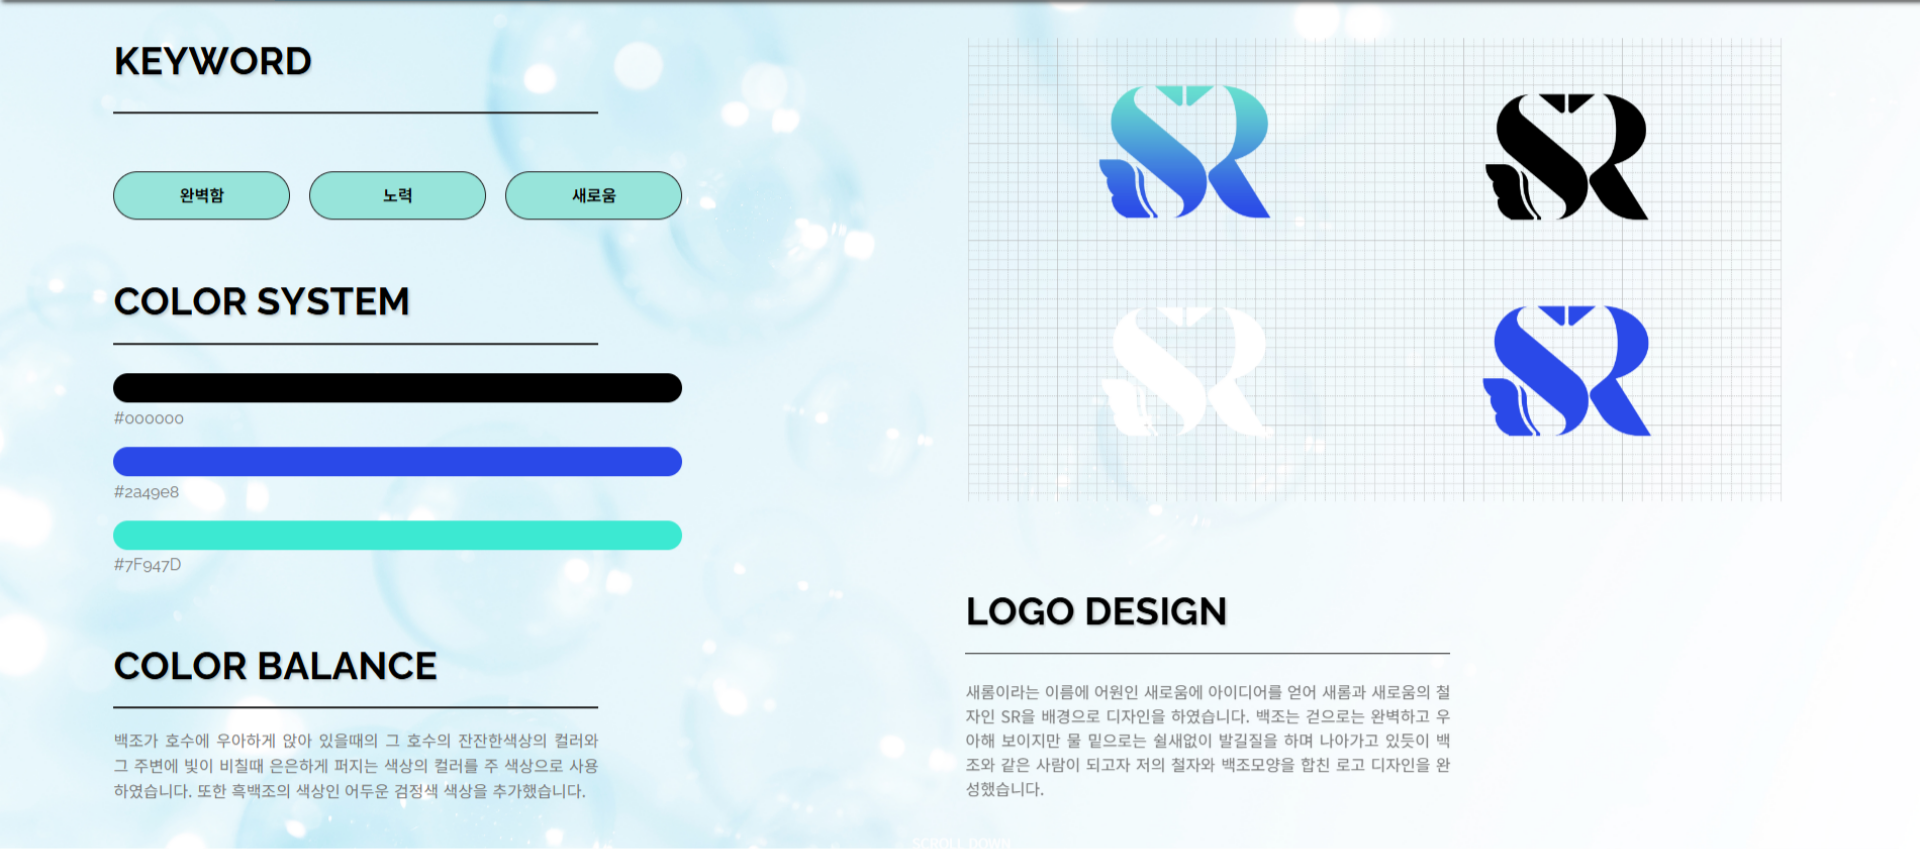 KEYWORD
완벽함
노력
새로움
COLOR SYSTEM
#000000
#2a49e8
#7F947D
COLOR BALANCE
백조가 호수에 우아하게 앉아 있을때의 그 호수의 잔잔한색상의 컬러와
그 주변에 빛이 비칠때 은은하게 퍼지는 색상의 컬러를 주 색상으로 사용
하였습니다. 또한 흑백조의 색상인 어두운 검정색 색상을 추가했습니다.
SR
SR
SR
SR
LOGO DESIGN
새롬이라는 이름에 어원인 새로움에 아이디어를 얻어 새롬과 새로움의 철
자인 SR을 배경으로 디자인을 하였습니다. 백조는 걷으로는 완벽하고 우
아해 보이지만 물 밑으로는 쉴새없이 발길질을 하며 나아가고 있듯이 백
조와 같은 사람이 되고자 저의 철자와 백조모양을 합친 로고 디자인을 완
성했습니다.
SCROLL DOWN